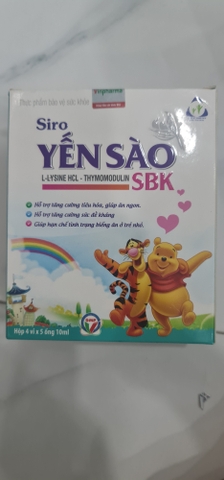 Thực phẩm bảo vệ sức khỏe
Siro
YẾN SÀO
L-LYSINE HCL - THYMOMODULIN
SBK
Hỗ trợ tăng cường tiêu hóa, giúp ăn ngon.
Hỗ trợ tăng cường sức đề kháng
Giúp hạn chế tình trạng biếng ăn ở trẻ nhỏ.
Hộp 4 vỉ x 5 ống 10ml